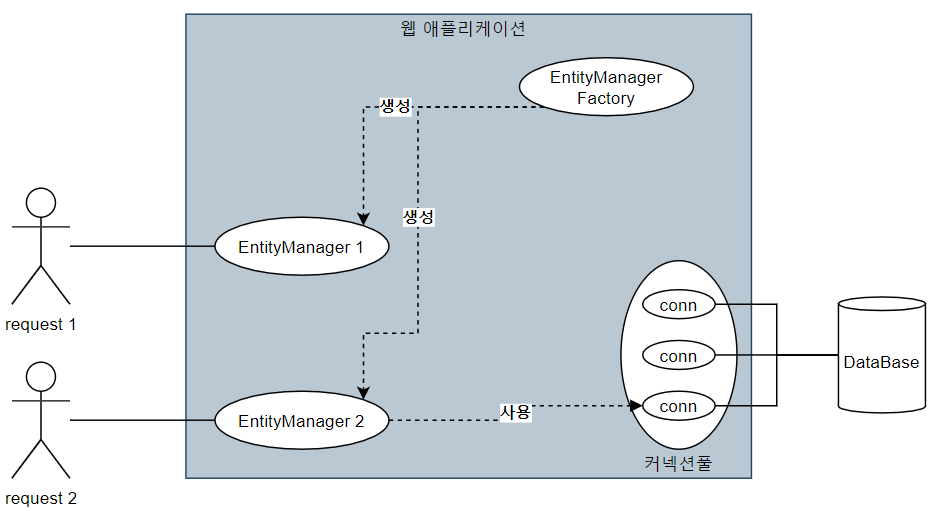 웹 애플리케이션
EntityManager
Factory
생성
생성
EntityManager 1
request 1
conn
conn
DataBase
conn
사용
EntityManager 2
커넥션풀
request 2